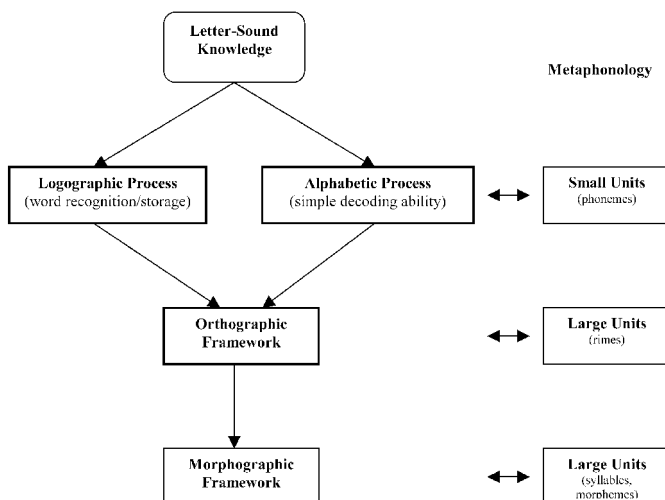 Letter-Sound
Knowledge
Metaphonology
Logographic Process
(word recognition/storage)
Alphabetic Process
(simple decoding ability)
Small Units
(phonemes)
Orthographic
Framework
Large Units
(rimes)
Morphographic
Framework
Large Units
(syllables,
morphemes)